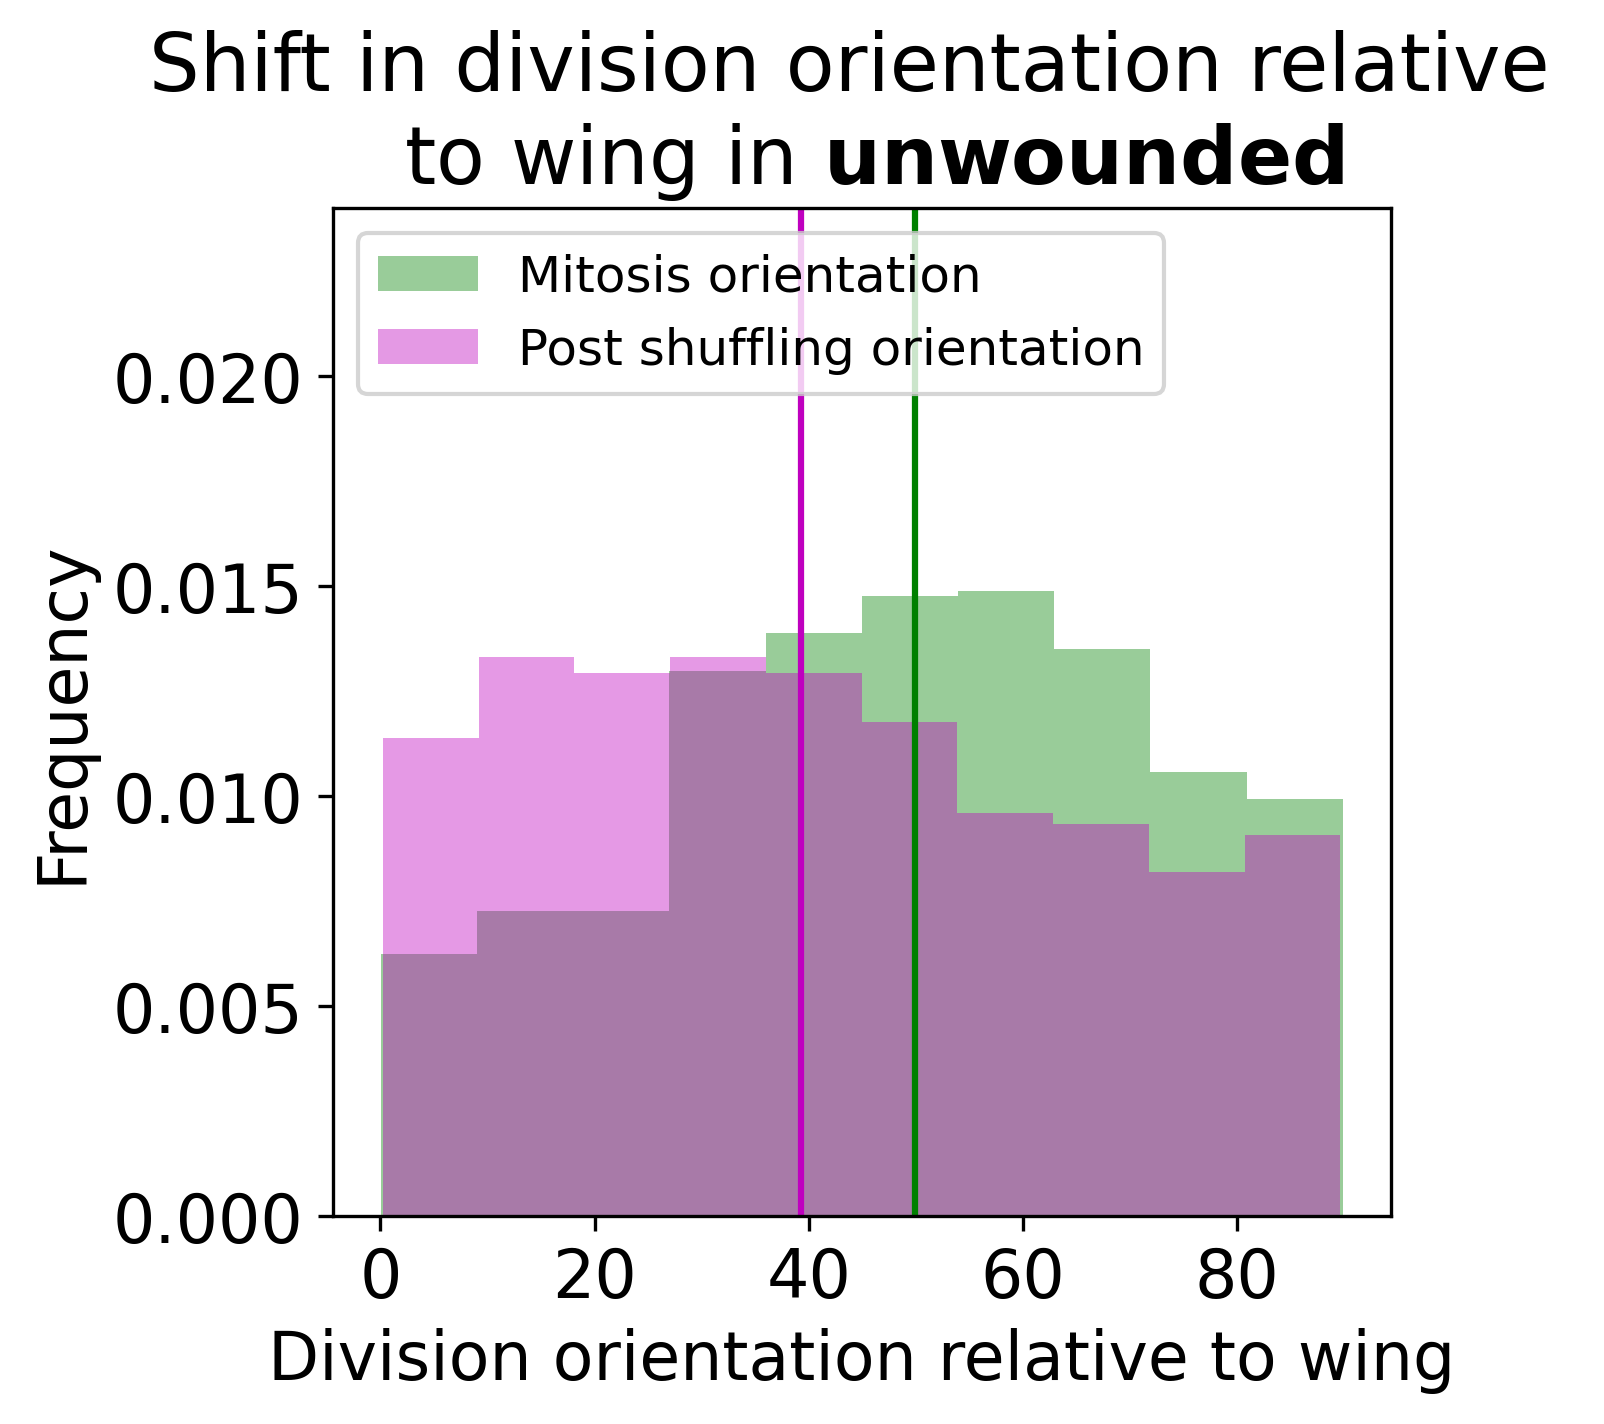 Shift in division orientation relative
to wing in unwounded
Mitosis orientation
Post shuffling orientation
0.020
0.015
0.010
0.005
0.000
Frequency
0 20 40 60 80
Division orientation relative to wing